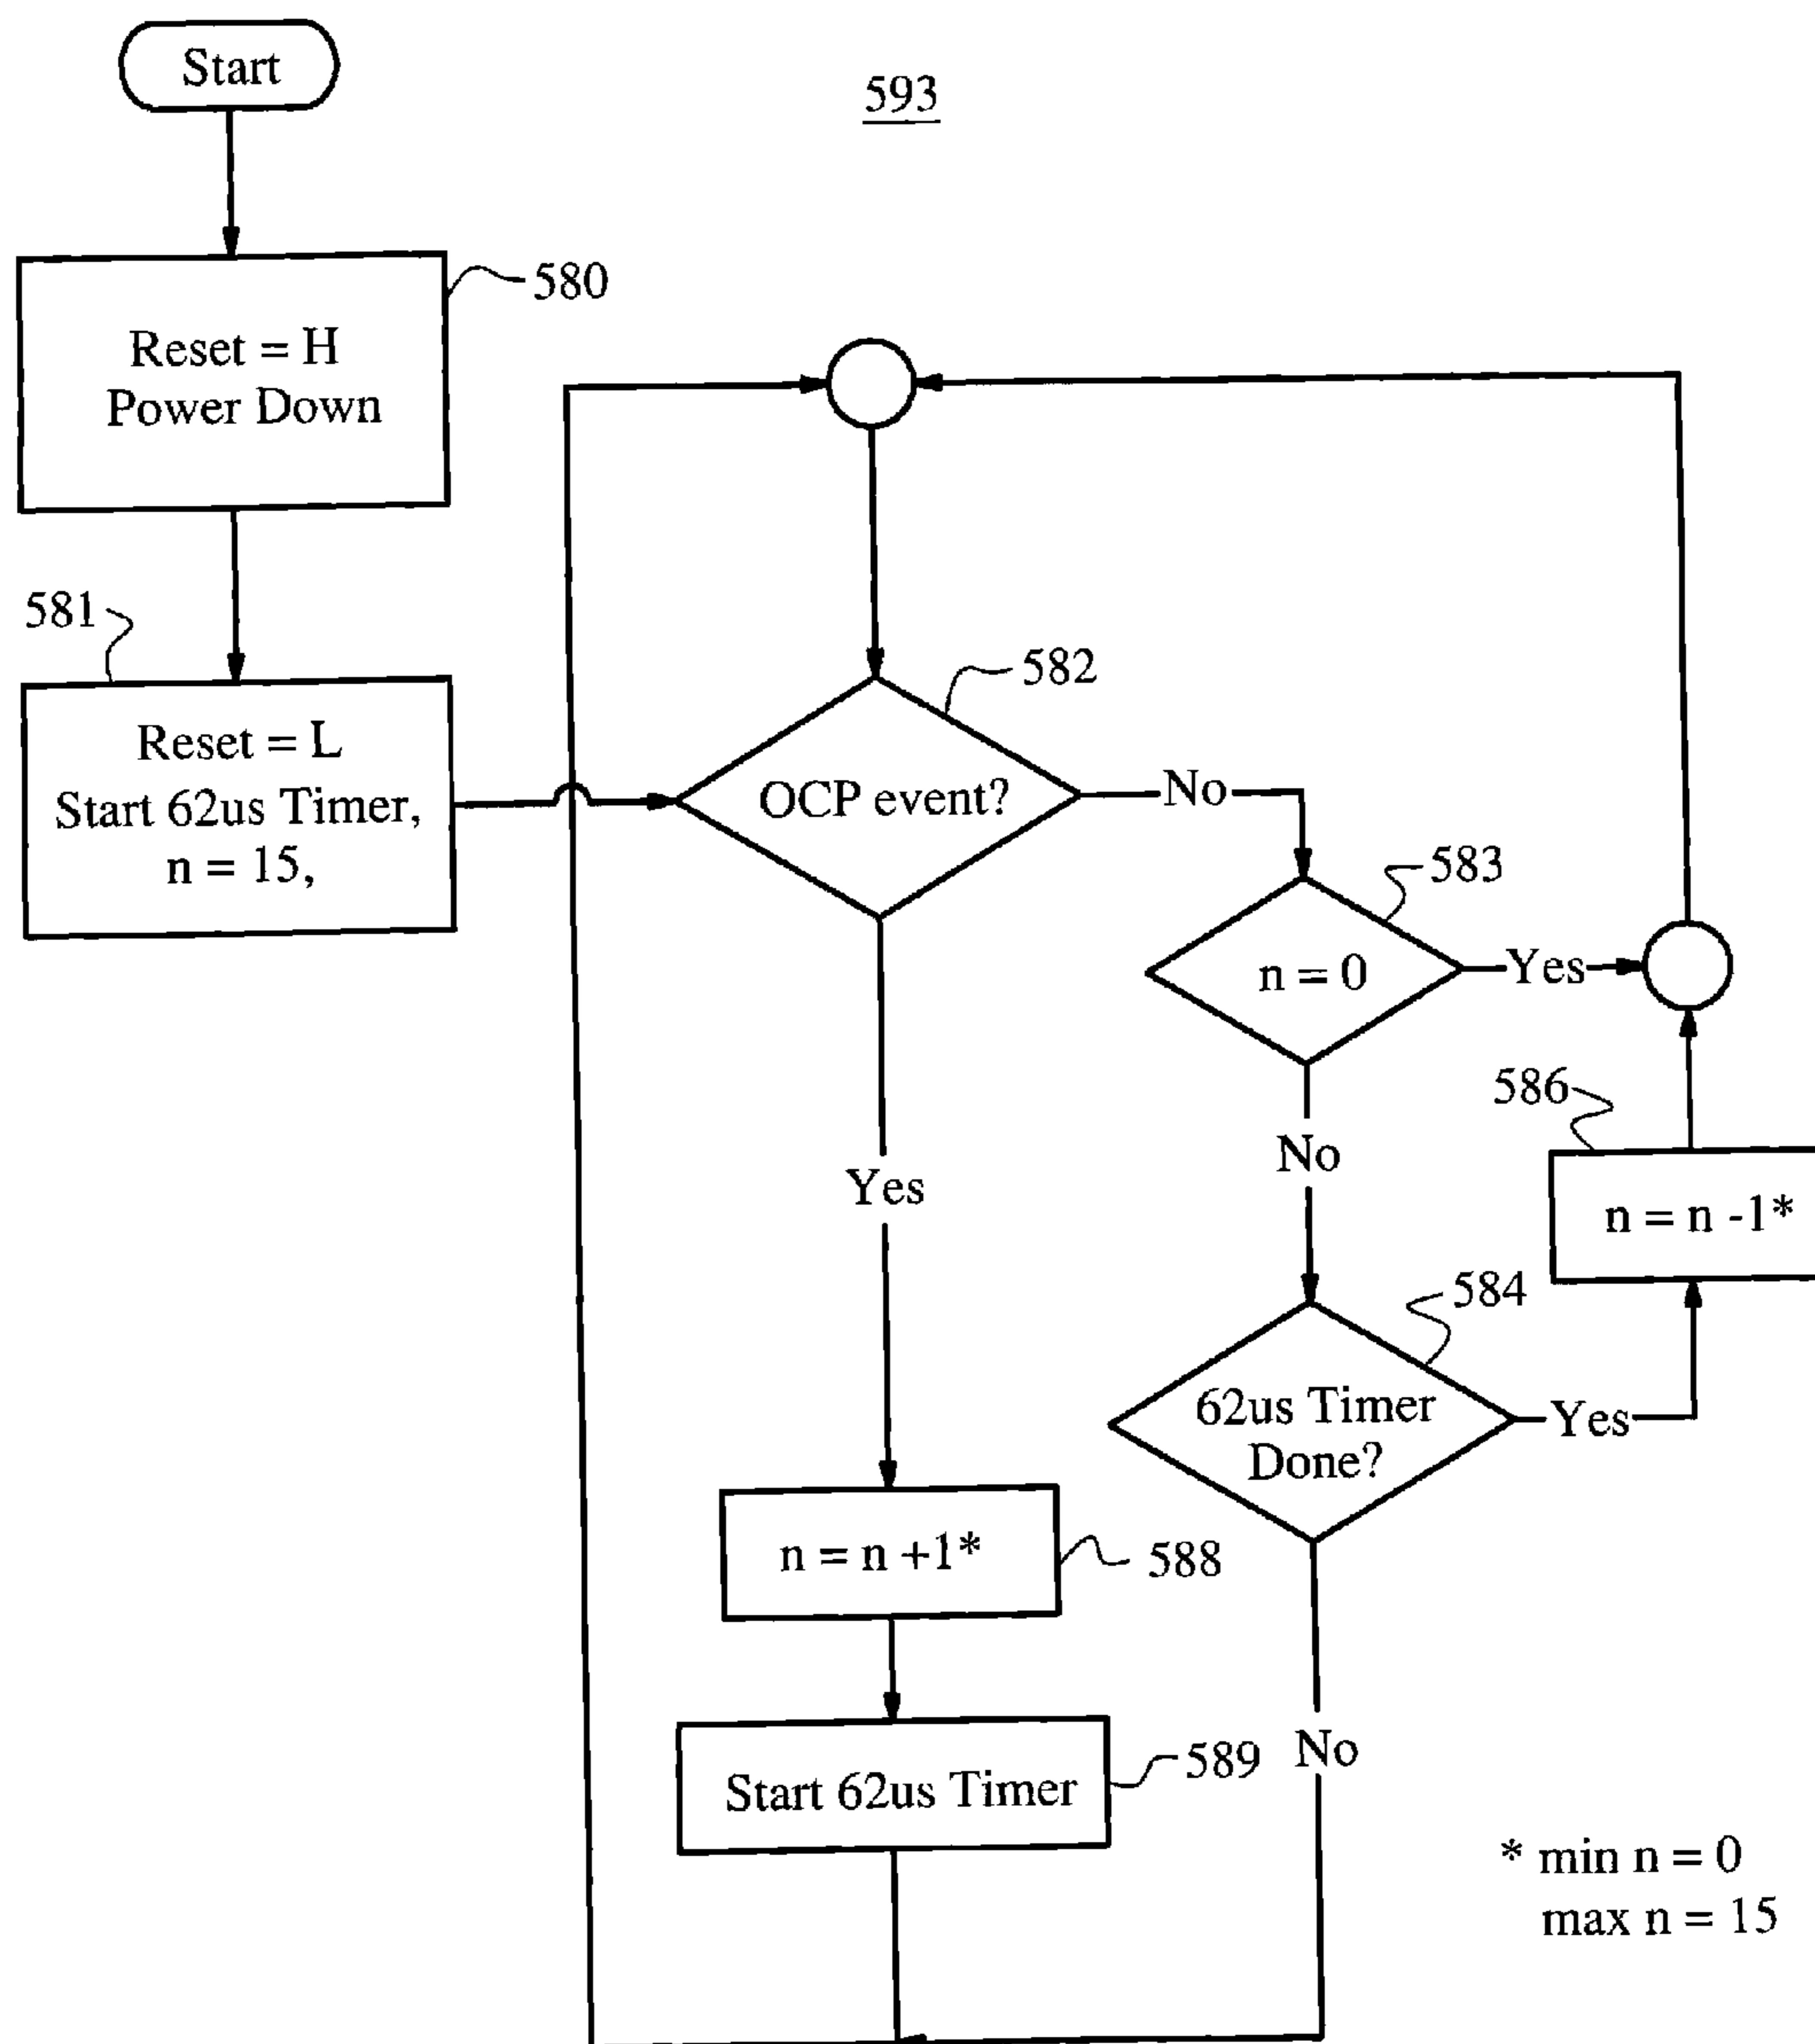 Start
593
580
Reset = H
Power Down
581
Reset = L
Start 62us Timer,
n = 15,
582
OCP event?
No
583
n = 0
Yes
586
No
n = n -1*
Yes
584
62us Timer
Done?
Yes
n = n +1*
588
589
No
Start 62us Timer
* min n = 0
max n = 15